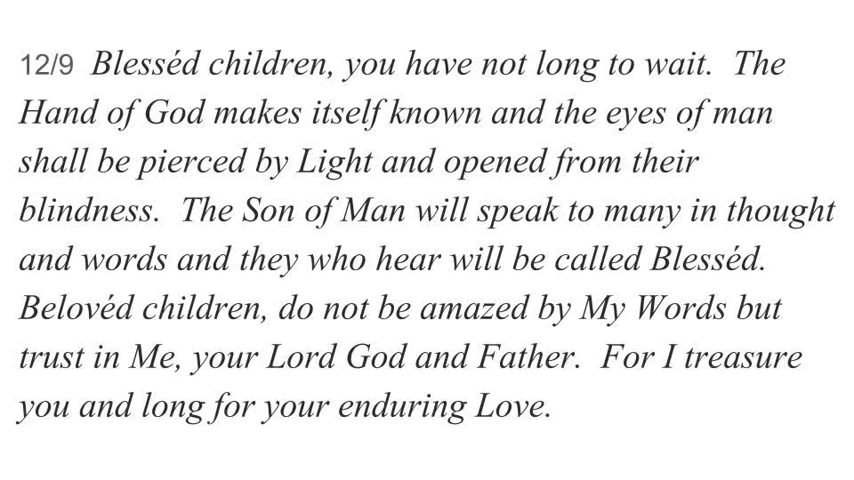 12/9 Blesséd children, you have not long to wait. The
Hand of God makes itself known and the eyes of man
shall be pierced by Light and opened from their
blindness. The Son of Man will speak to many in thought
and words and they who hear will be called Blesséd.
Belovéd children, do not be amazed by My Words but
trust in Me, your Lord God and Father. For I treasure
you and long for your enduring Love.